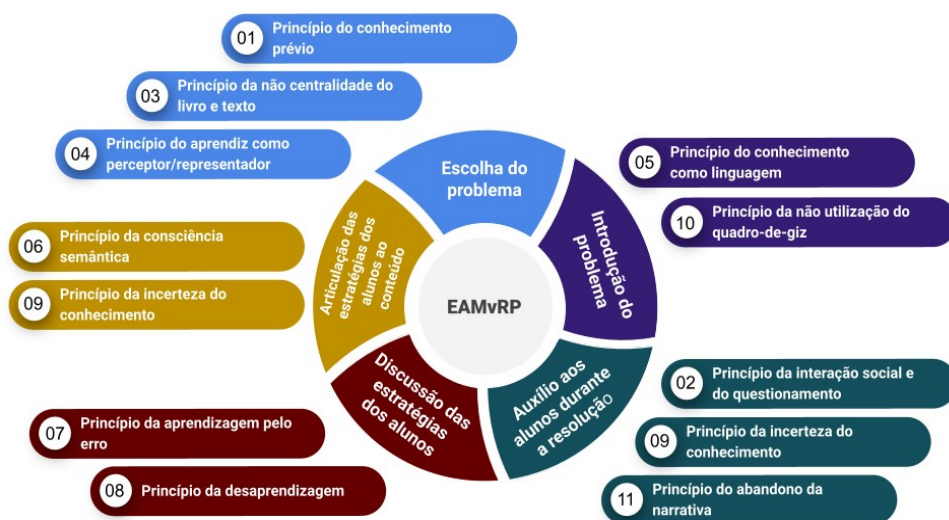 01
Princípio do conhecimento
prévio
03
Princípio da não centralidade do
livro e texto
04
Princípio do aprendiz como
perceptor/representador
Escolha do
problema
05
Princípio do conhecimento
como linguagem
10
Princípio da não utilização do
quadro-de-giz
Introdução do
problema
06
Princípio da consciência
semântica
09
Princípio da incerteza do
conhecimento
Articulação das
estratégias dos
alunos ao
conteúdo
EAMvRP
02
Princípio da interação social e
do questionamento
09
Princípio da incerteza do
conhecimento
11
Princípio do abandono da
narrativa
Auxílio aos
alunos durante
a resolução
07
Princípio da aprendizagem pelo
erro
08
Princípio da desaprendizagem
Discussão das
estratégias
dos alunos